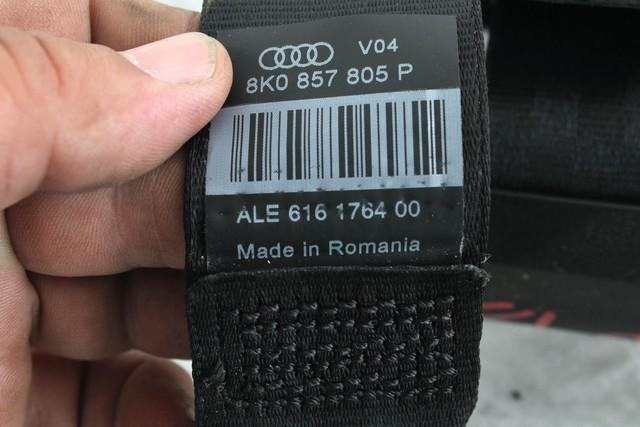 V04
8K0 857 805 P
ALE 616 1764 00
Made in Romania